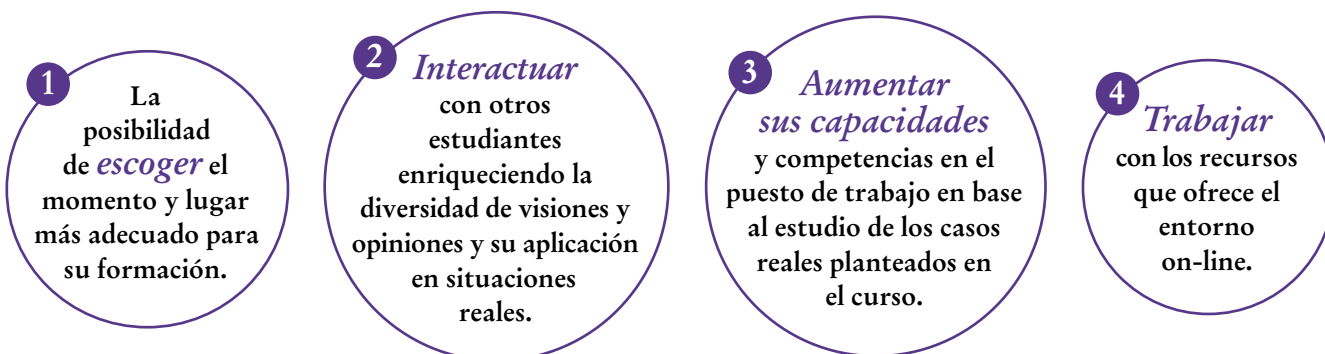 1
La
posibilidad
de escoger el
momento y lugar
más adecuado para
su formación.
2
Interactuar
con otros
estudiantes
enriqueciendo la
diversidad de visiones y
opiniones y su aplicación
en situaciones
reales.
3
Aumentar
sus capacidades
y competencias en el
puesto de trabajo en base
al estudio de los casos
reales planteados en
el curso.
4
Trabajar
con los recursos
que ofrece el
entorno
on-line.